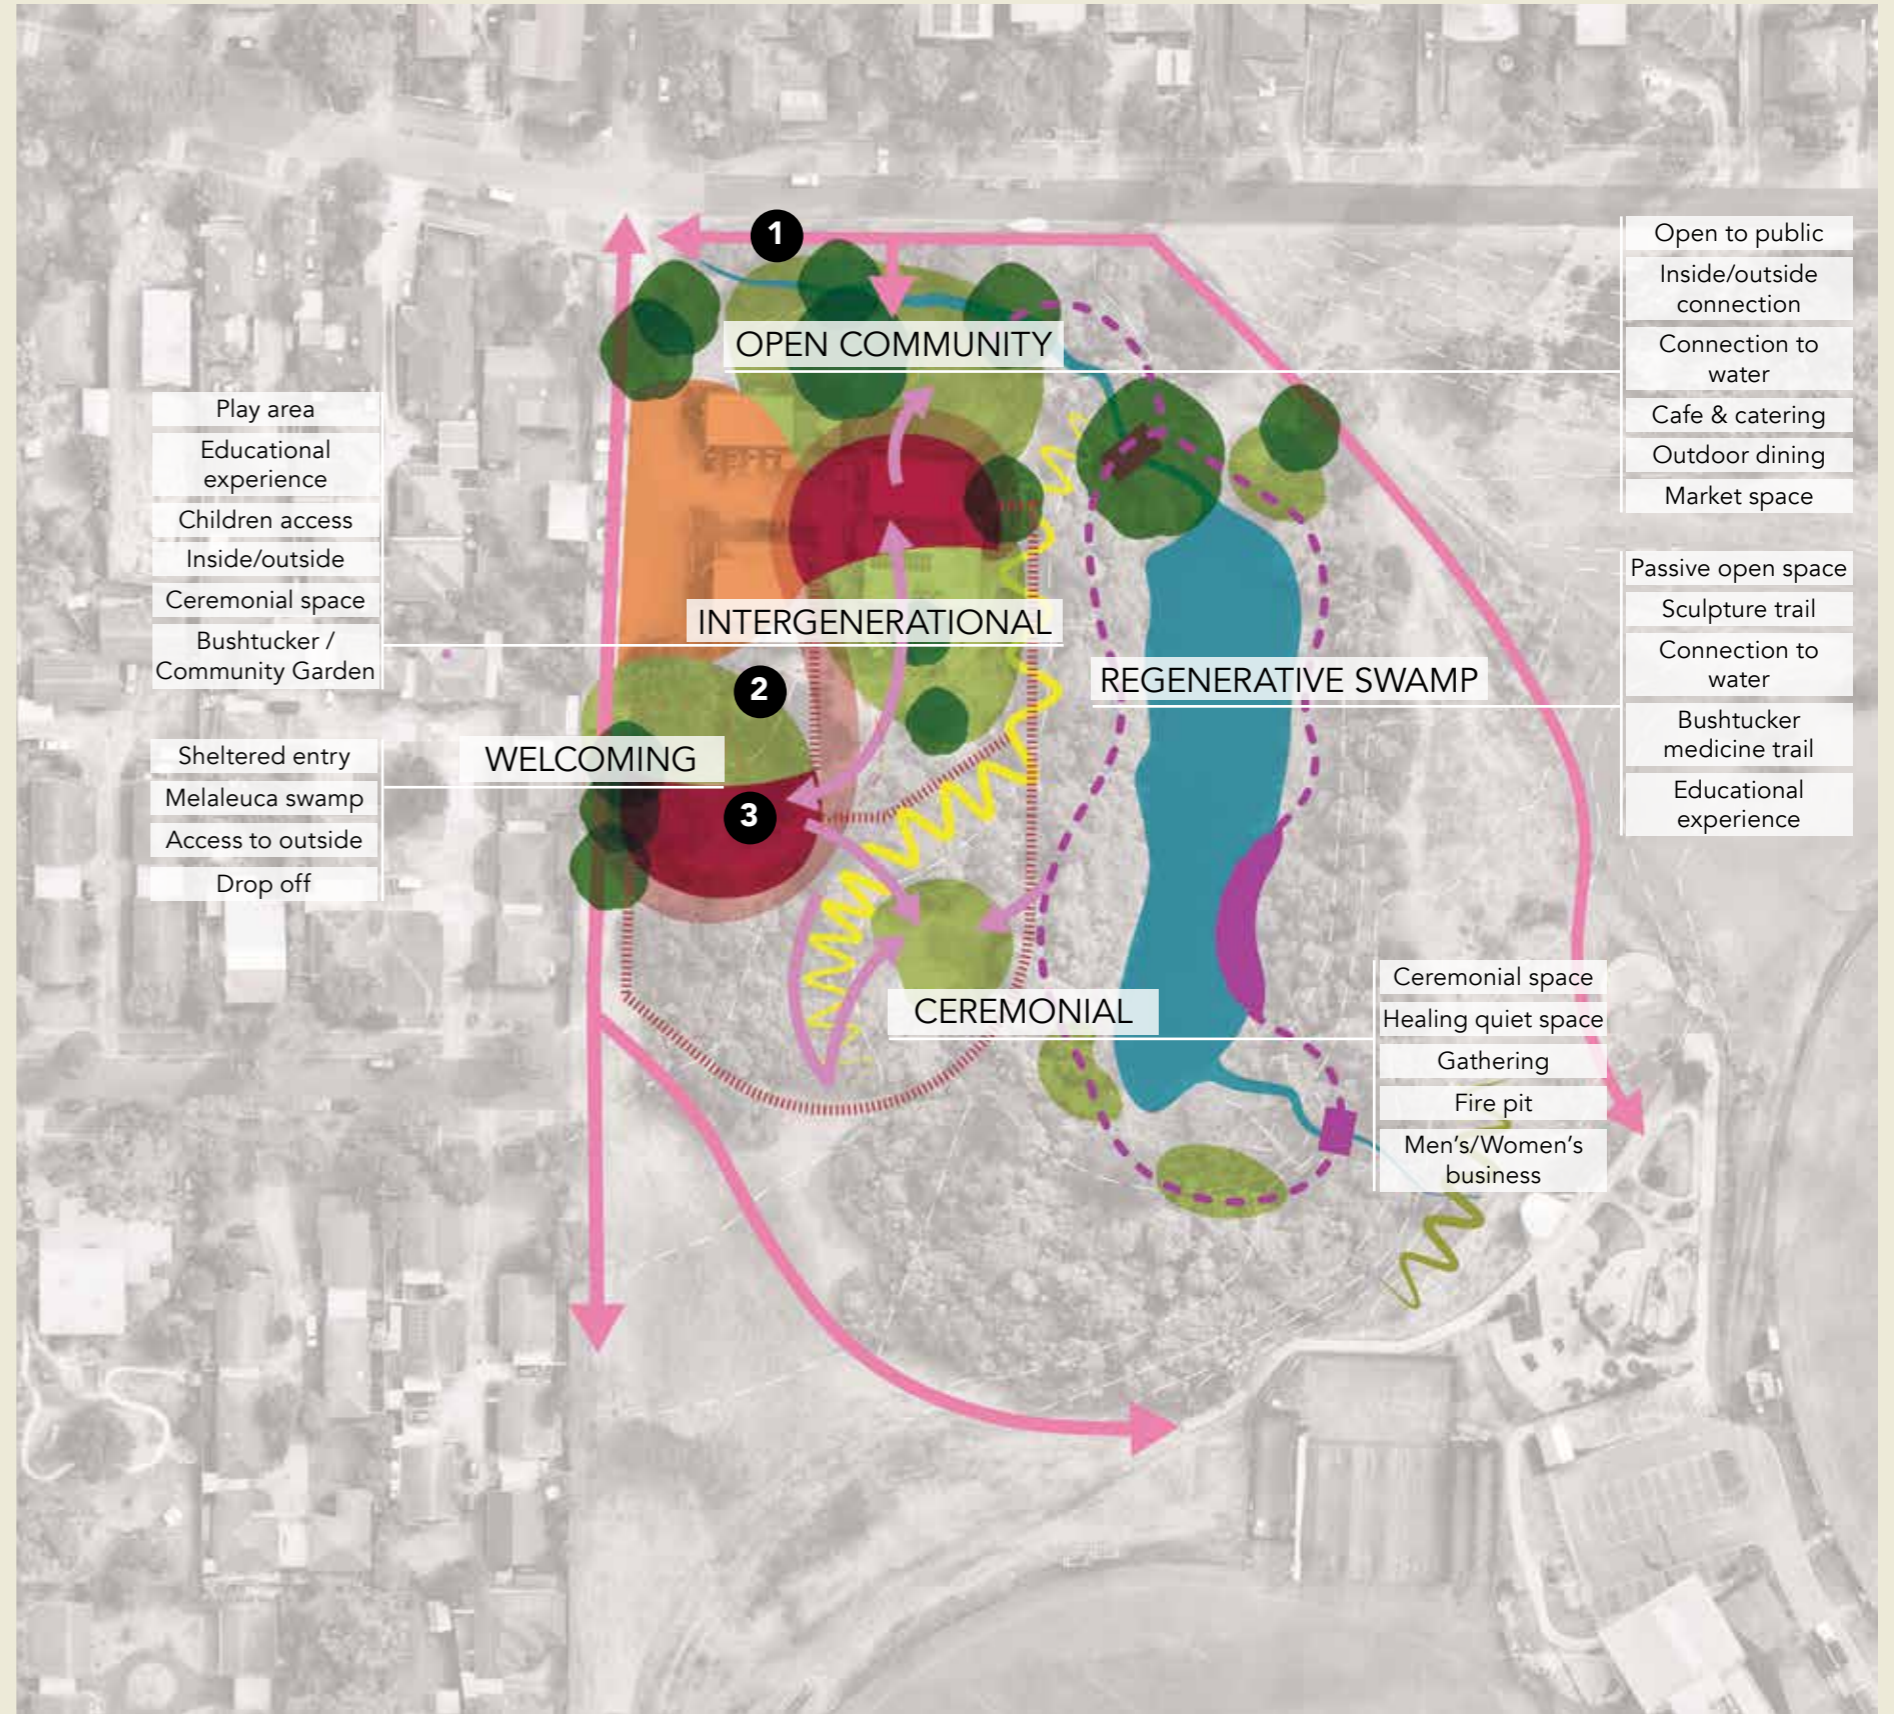 1
OPEN COMMUNITY
Open to public
Inside/outside
connection
Connection to
water
Cafe & catering
Outdoor dining
Market space
INTERGENERATIONAL
Play area
Educational
experience
Children access
Inside/outside
Ceremonial space
Bushtucker /
Community Garden
2
REGENERATIVE SWAMP
Passive open space
Sculpture trail
Connection to
water
Bushtucker
medicine trail
Educational
experience
WELCOMING
Sheltered entry
Melaleuca swamp
Access to outside
Drop off
3
CEREMONIAL
Ceremonial space
Healing quiet space
Gathering
Fire pit
Men's/Women's
business